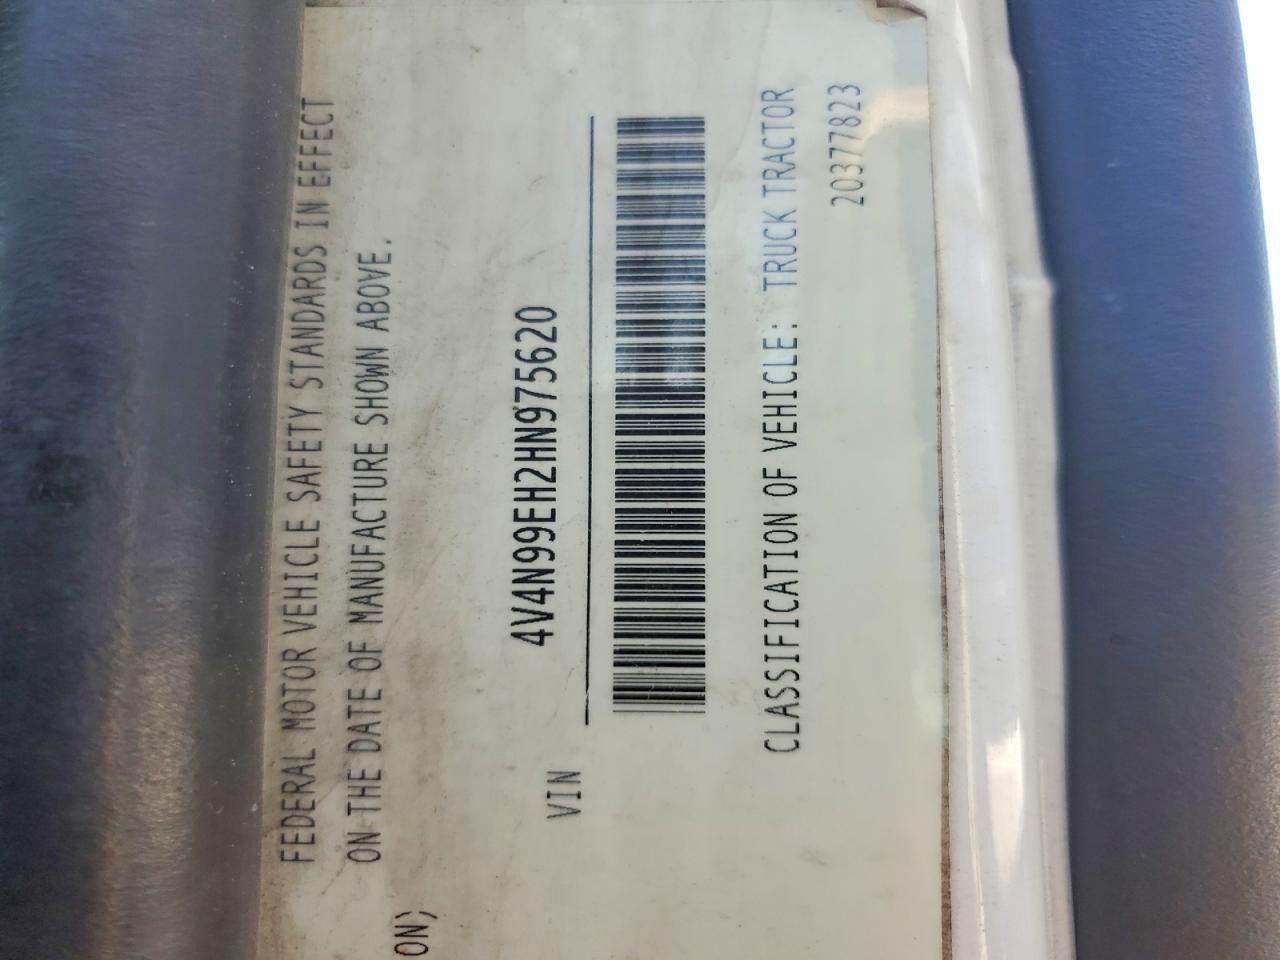 FEDERAL MOTOR VEHICLE SAFETY STANDARDS IN EFFECT
ON THE DATE OF MANUFACTURE SHOWN ABOVE.
ON)
4V4N99EH2HN975620
VIN
CLASSIFICATION OF VEHICLE: TRUCK TRACTOR
20377823